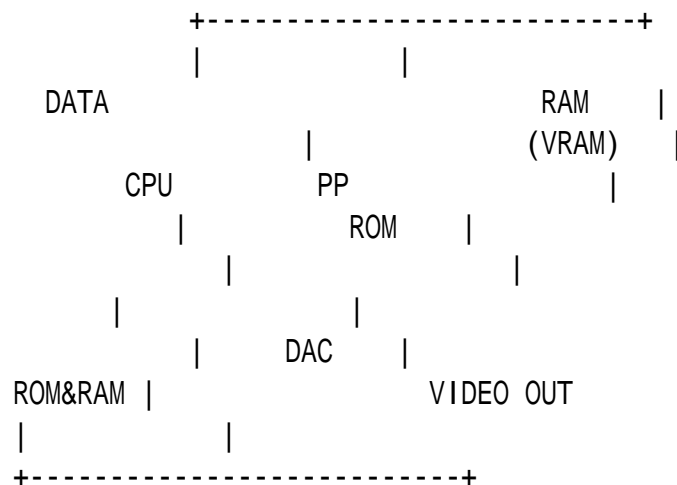 +---------------------------+
| |
DATA RAM |
| (VRAM) |
CPU PP |
| ROM |
| |
| |
| DAC |
ROM&RAM | VIDEO OUT
| |
+---------------------------+